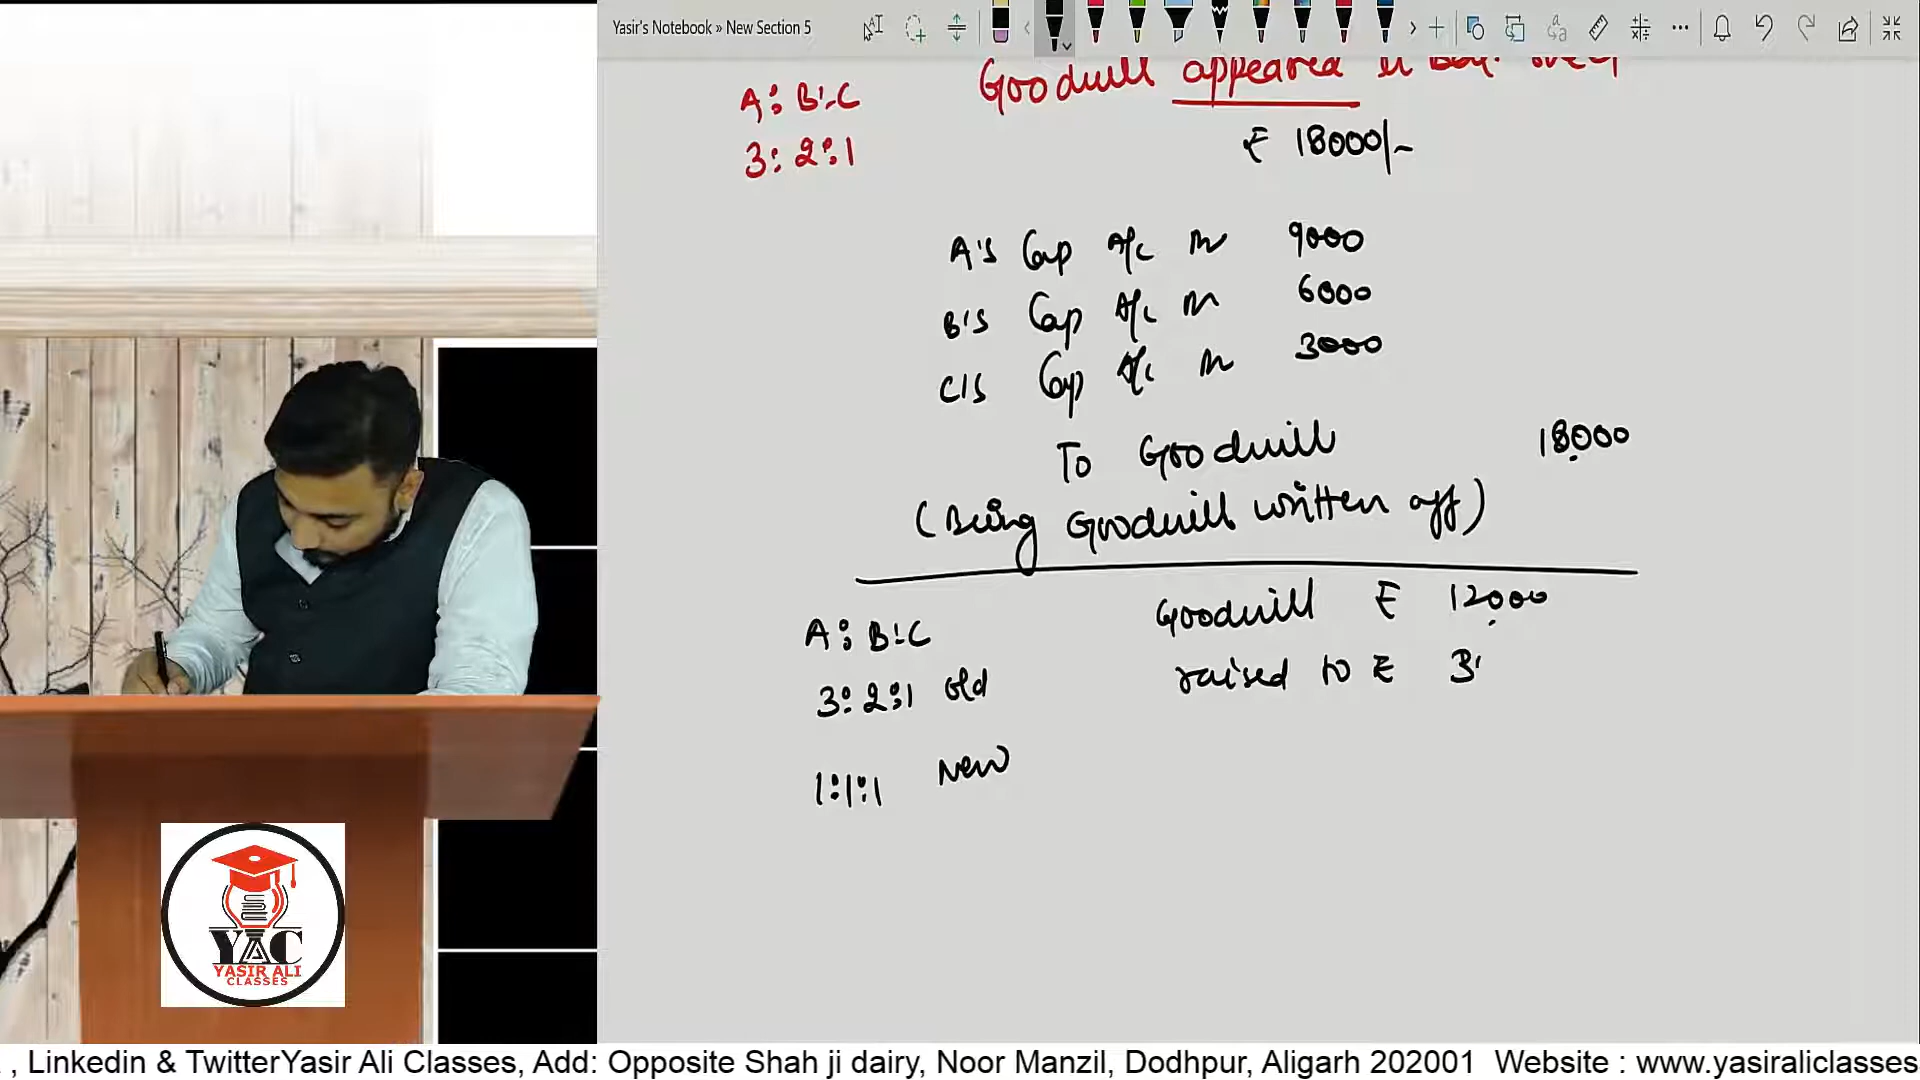 Yasir's Notebook » New Section 5
Goodwill appeared
A:B:C
3:2:1
₹ 18000/-
A's Cap A/c Dr 9000
B's Cap A/c Dr 6000
C's Cap A/c Dr 3000
To Goodwill 18000
(Being Goodwill written off)
Goodwill ₹ 12000
A:B:C
raised to ₹ 3
3:2:1 old
1:1:1 New
YAC
YASIR ALI
CLASSES
, Linkedin & TwitterYasir Ali Classes, Add: Opposite Shah ji dairy, Noor Manzil, Dodhpur, Aligarh 202001 Website : www.yasiraliclasses